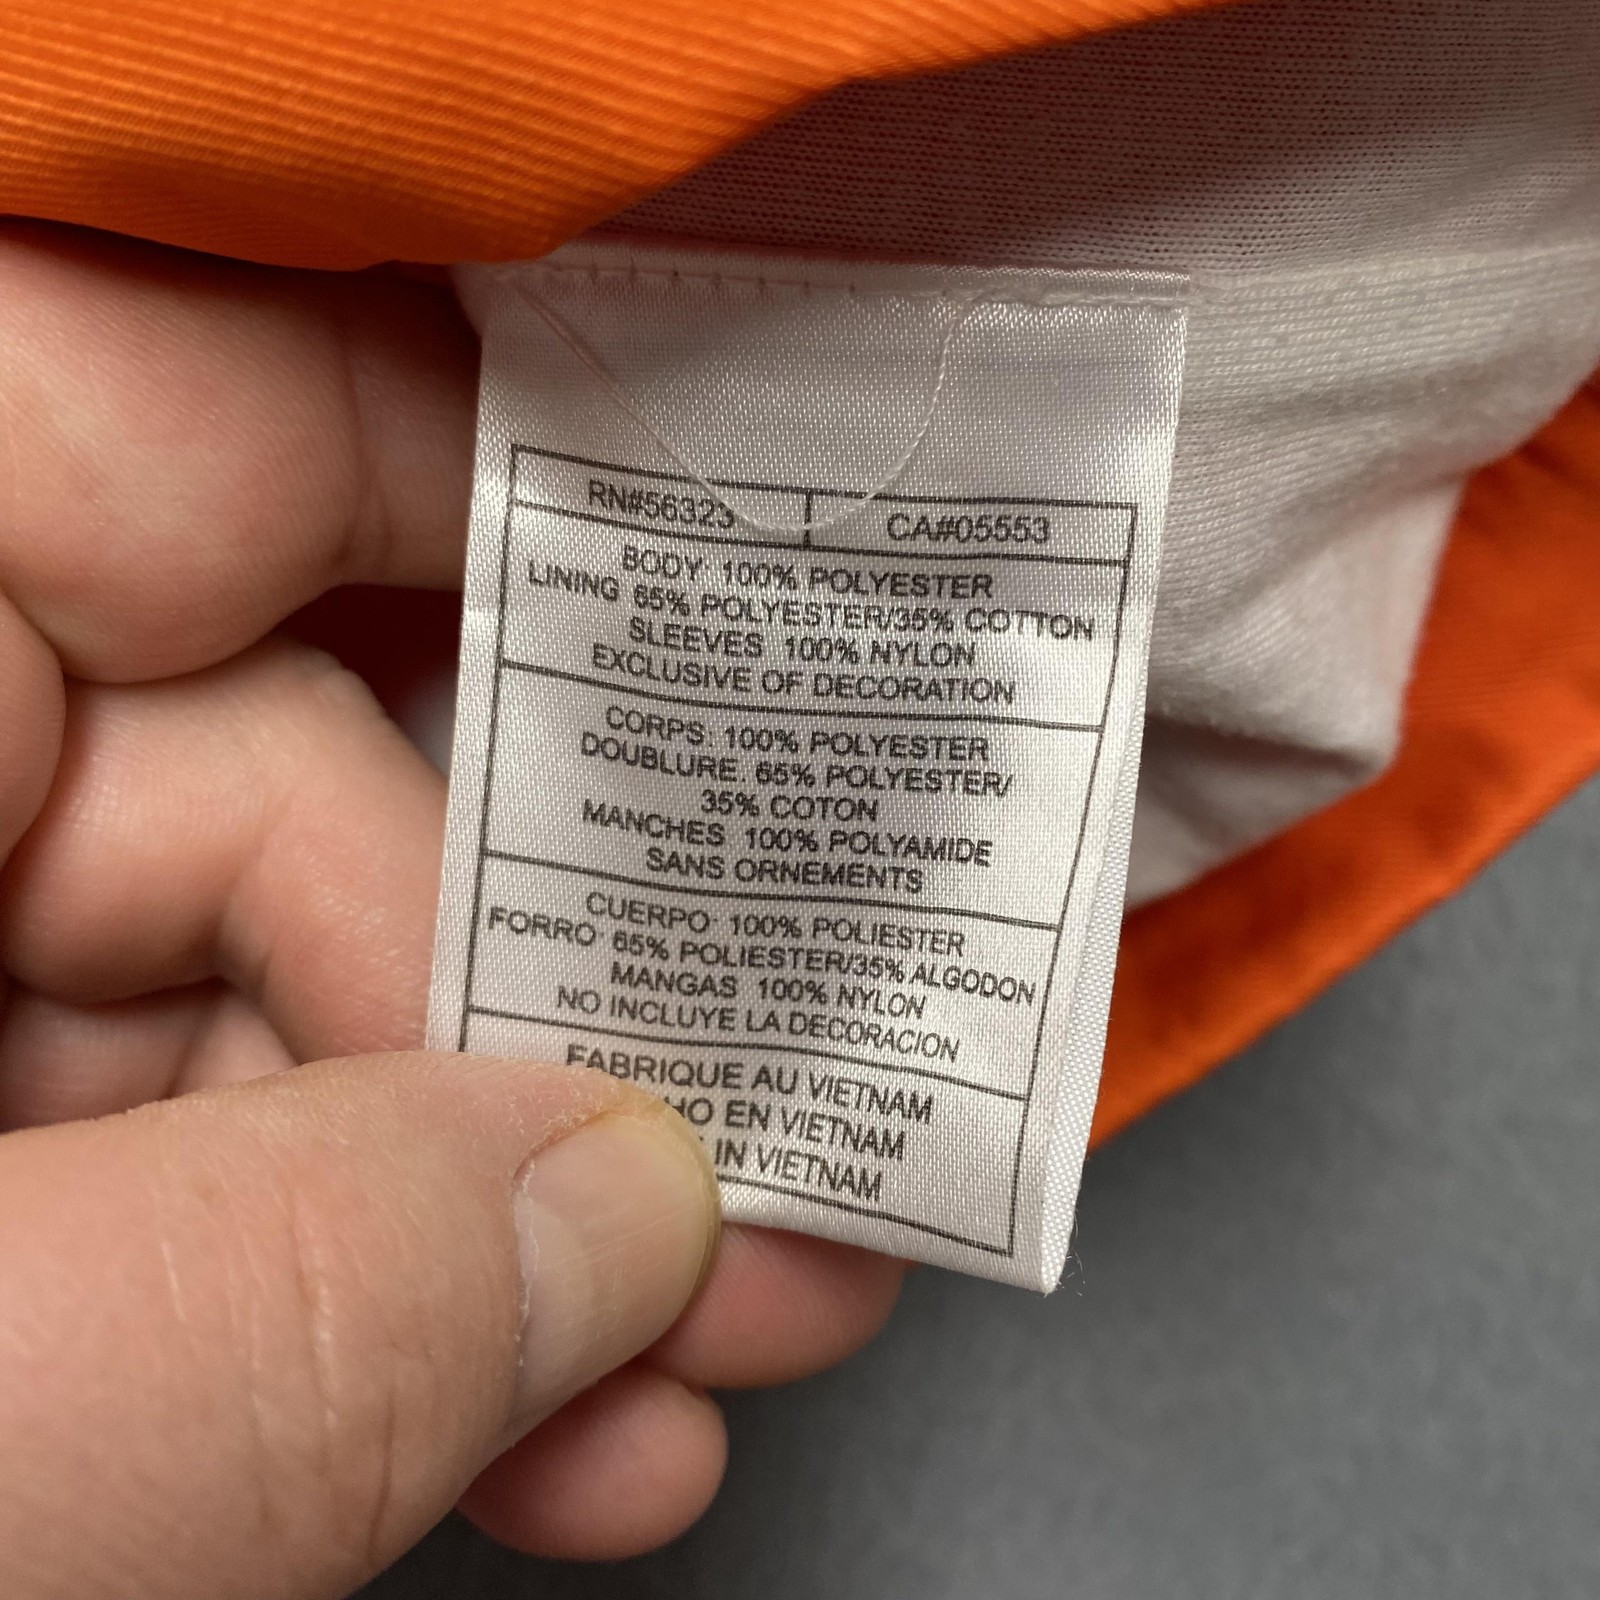 RN#56323 CA#05553
BODY: 100% POLYESTER
LINING: 65% POLYESTER/35% COTTON
SLEEVES: 100% NYLON
EXCLUSIVE OF DECORATION
CORPS: 100% POLYESTER
DOUBLURE: 65% POLYESTER/
35% COTON
MANCHES: 100% POLYAMIDE
SANS ORNEMENTS
CUERPO: 100% POLIESTER
FORRO: 65% POLIESTER/35% ALGODON
MANGAS: 100% NYLON
NO INCLUYE LA DECORACION
FABRIQUE AU VIETNAM
HO EN VIETNAM
IN VIETNAM